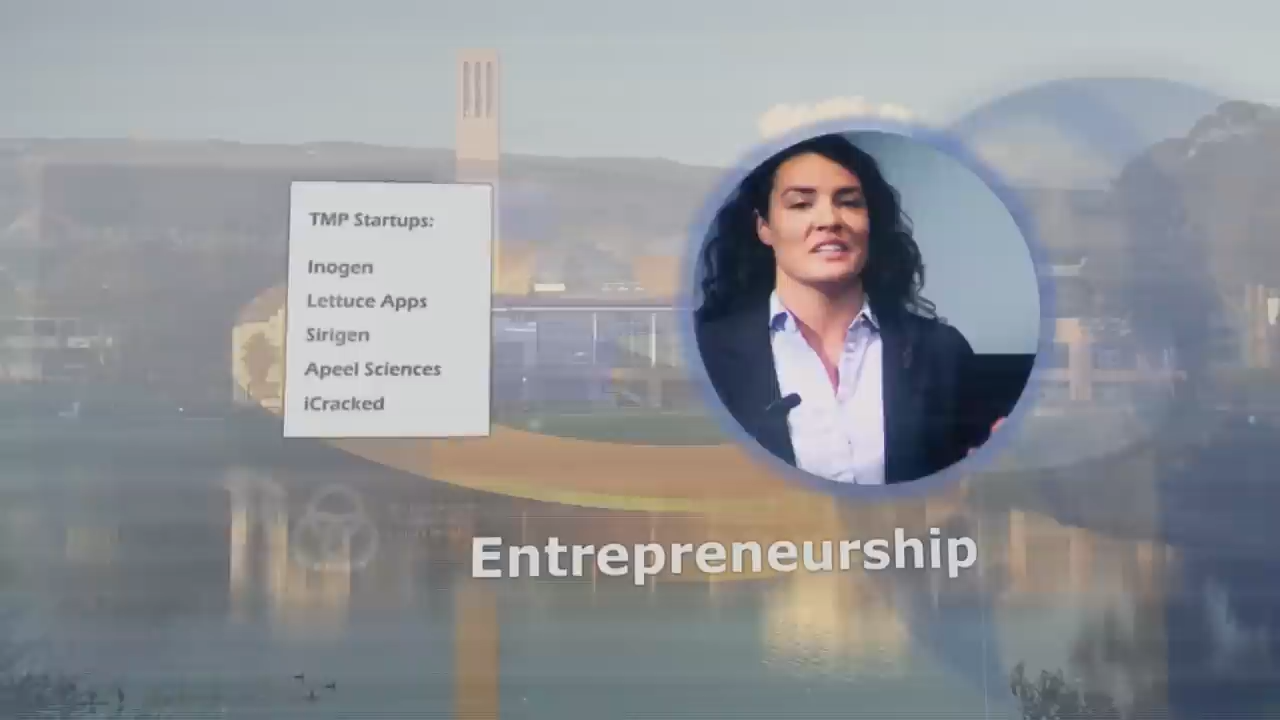 TMP Startups:
Inogen
Lettuce Apps
Sirigen
Apeel Sciences
iCracked
Entrepreneurship